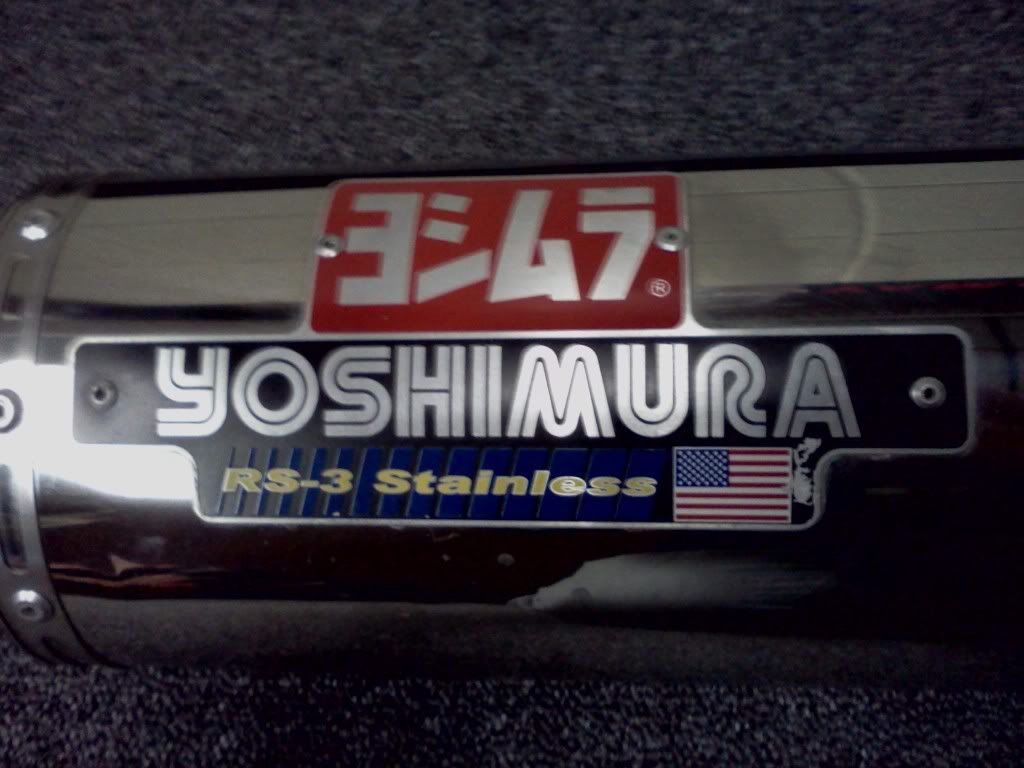 ヨシムラ ®
YOSHIMURA
RS-3 Stainless